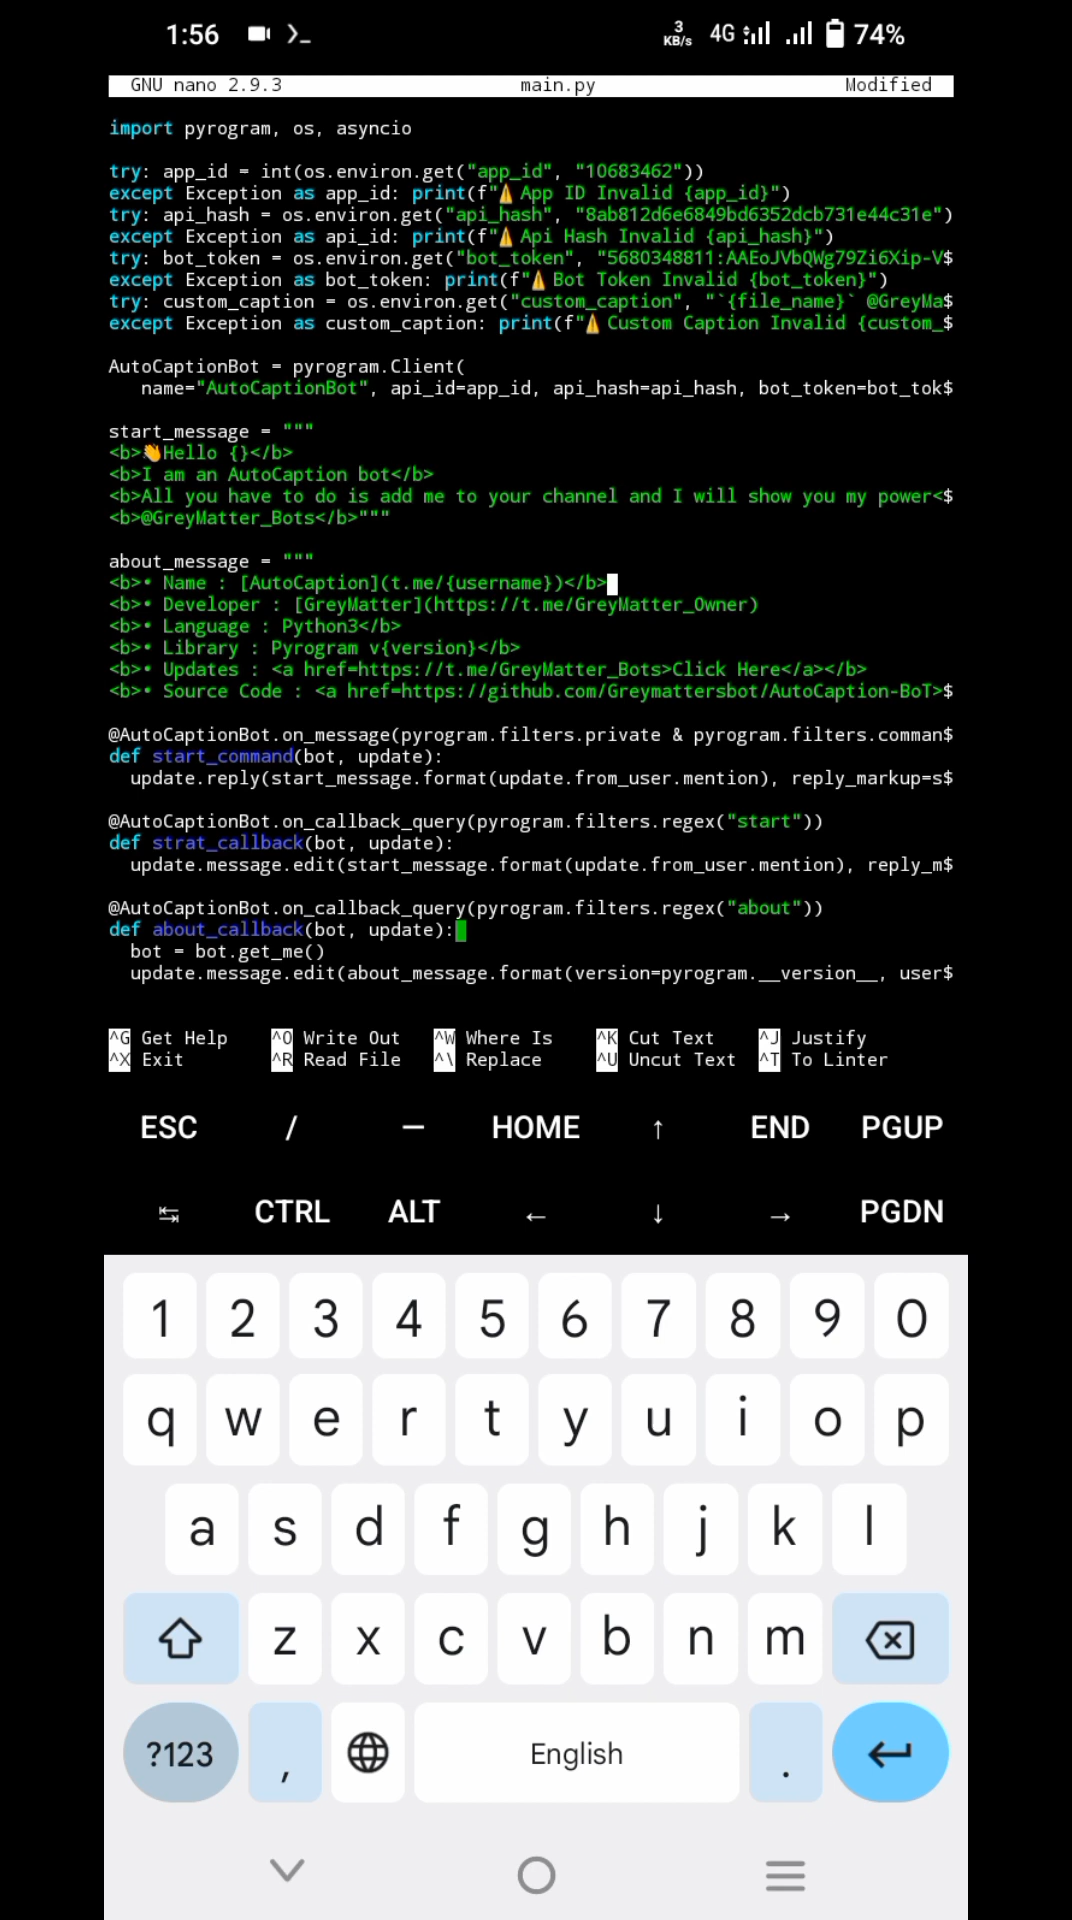 1:56 3 KB/s 4G 74%
GNU nano 2.9.3 main.py Modified
import pyrogram, os, asyncio
try: app_id = int(os.environ.get("app_id", "10683462"))
except Exception as app_id: print(f"⚠️ App ID Invalid {app_id}")
try: api_hash = os.environ.get("api_hash", "8ab812d6e6849bd6352dcb731e44c31e")
except Exception as api_id: print(f"⚠️ Api Hash Invalid {api_hash}")
try: bot_token = os.environ.get("bot_token", "5680348811:AAEoJVbQWg79Zi6Xip-V$
except Exception as bot_token: print(f"⚠️ Bot Token Invalid {bot_token}")
try: custom_caption = os.environ.get("custom_caption", "`{file_name}` @GreyMa$
except Exception as custom_caption: print(f"⚠️ Custom Caption Invalid {custom_$
AutoCaptionBot = pyrogram.Client(
   name="AutoCaptionBot", api_id=app_id, api_hash=api_hash, bot_token=bot_tok$
start_message = """
<b>👋Hello {}</b>
<b>I am an AutoCaption bot</b>
<b>All you have to do is add me to your channel and I will show you my power<$
<b>@GreyMatter_Bots</b>"""
about_message = """
<b>• Name : [AutoCaption](t.me/{username})</b>
<b>• Developer : [GreyMatter](https://t.me/GreyMatter_Owner)
<b>• Language : Python3</b>
<b>• Library : Pyrogram v{version}</b>
<b>• Updates : <a href=https://t.me/GreyMatter_Bots>Click Here</a></b>
<b>• Source Code : <a href=https://github.com/Greymattersbot/AutoCaption-BoT>$
@AutoCaptionBot.on_message(pyrogram.filters.private & pyrogram.filters.comman$
def start_command(bot, update):
  update.reply(start_message.format(update.from_user.mention), reply_markup=s$
@AutoCaptionBot.on_callback_query(pyrogram.filters.regex("start"))
def strat_callback(bot, update):
  update.message.edit(start_message.format(update.from_user.mention), reply_m$
@AutoCaptionBot.on_callback_query(pyrogram.filters.regex("about"))
def about_callback(bot, update):
  bot = bot.get_me()
  update.message.edit(about_message.format(version=pyrogram.__version__, user$
^G Get Help ^O Write Out ^W Where Is ^K Cut Text ^J Justify
^X Exit ^R Read File ^\ Replace ^U Uncut Text ^T To Linter
ESC / — HOME ↑ END PGUP
↹ CTRL ALT ← ↓ → PGDN
1 2 3 4 5 6 7 8 9 0
q w e r t y u i o p
a s d f g h j k l
z x c v b n m
?123 , English .